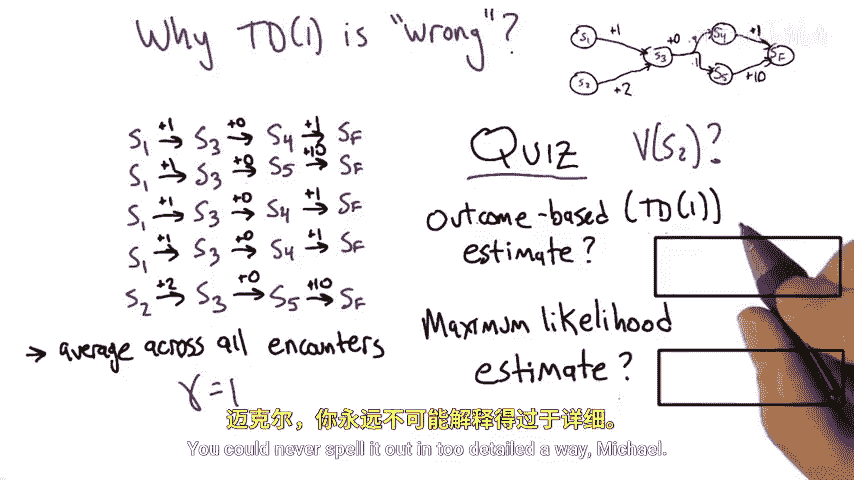 Why TD(1) is "wrong"?
S1 +1 S3 +0 S4 +1 SF
S2 +2 .9 .1 S5 +10
S1 +1→ S3 +0→ S4 +1→ SF
S1 +1→ S3 +0→ S5 +10→ SF
S1 +1→ S3 +0→ S4 +1→ SF
S1 +1→ S3 +0→ S4 +1→ SF
S2 +2→ S3 +0→ S5 +10→ SF
→ average across all encounters
γ=1
QUIZ V(S2)?
outcome-based (TD(1))
estimate?
Maximum likelihood
estimate?
迈克尔，你永远不可能解释得过于详细。
You could never spell it out in too detailed a way, Michael.